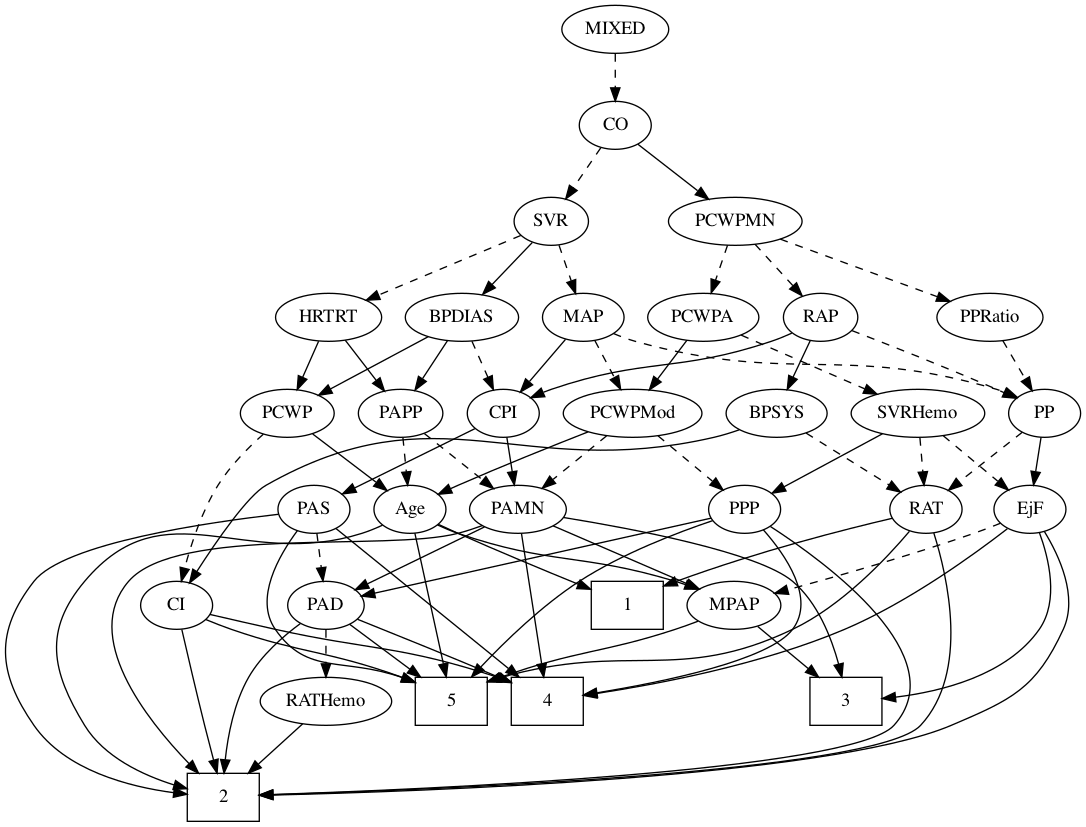 MIXED
CO
SVR
PCWPMN
HRTRT
BPDIAS
MAP
PCWPA
RAP
PPRatio
PCWP
PAPP
CPI
PCWPMod
BPSYS
SVRHemo
PP
PAS
Age
PAMN
PPP
RAT
EjF
CI
PAD
1
MPAP
RATHemo
5
4
3
2